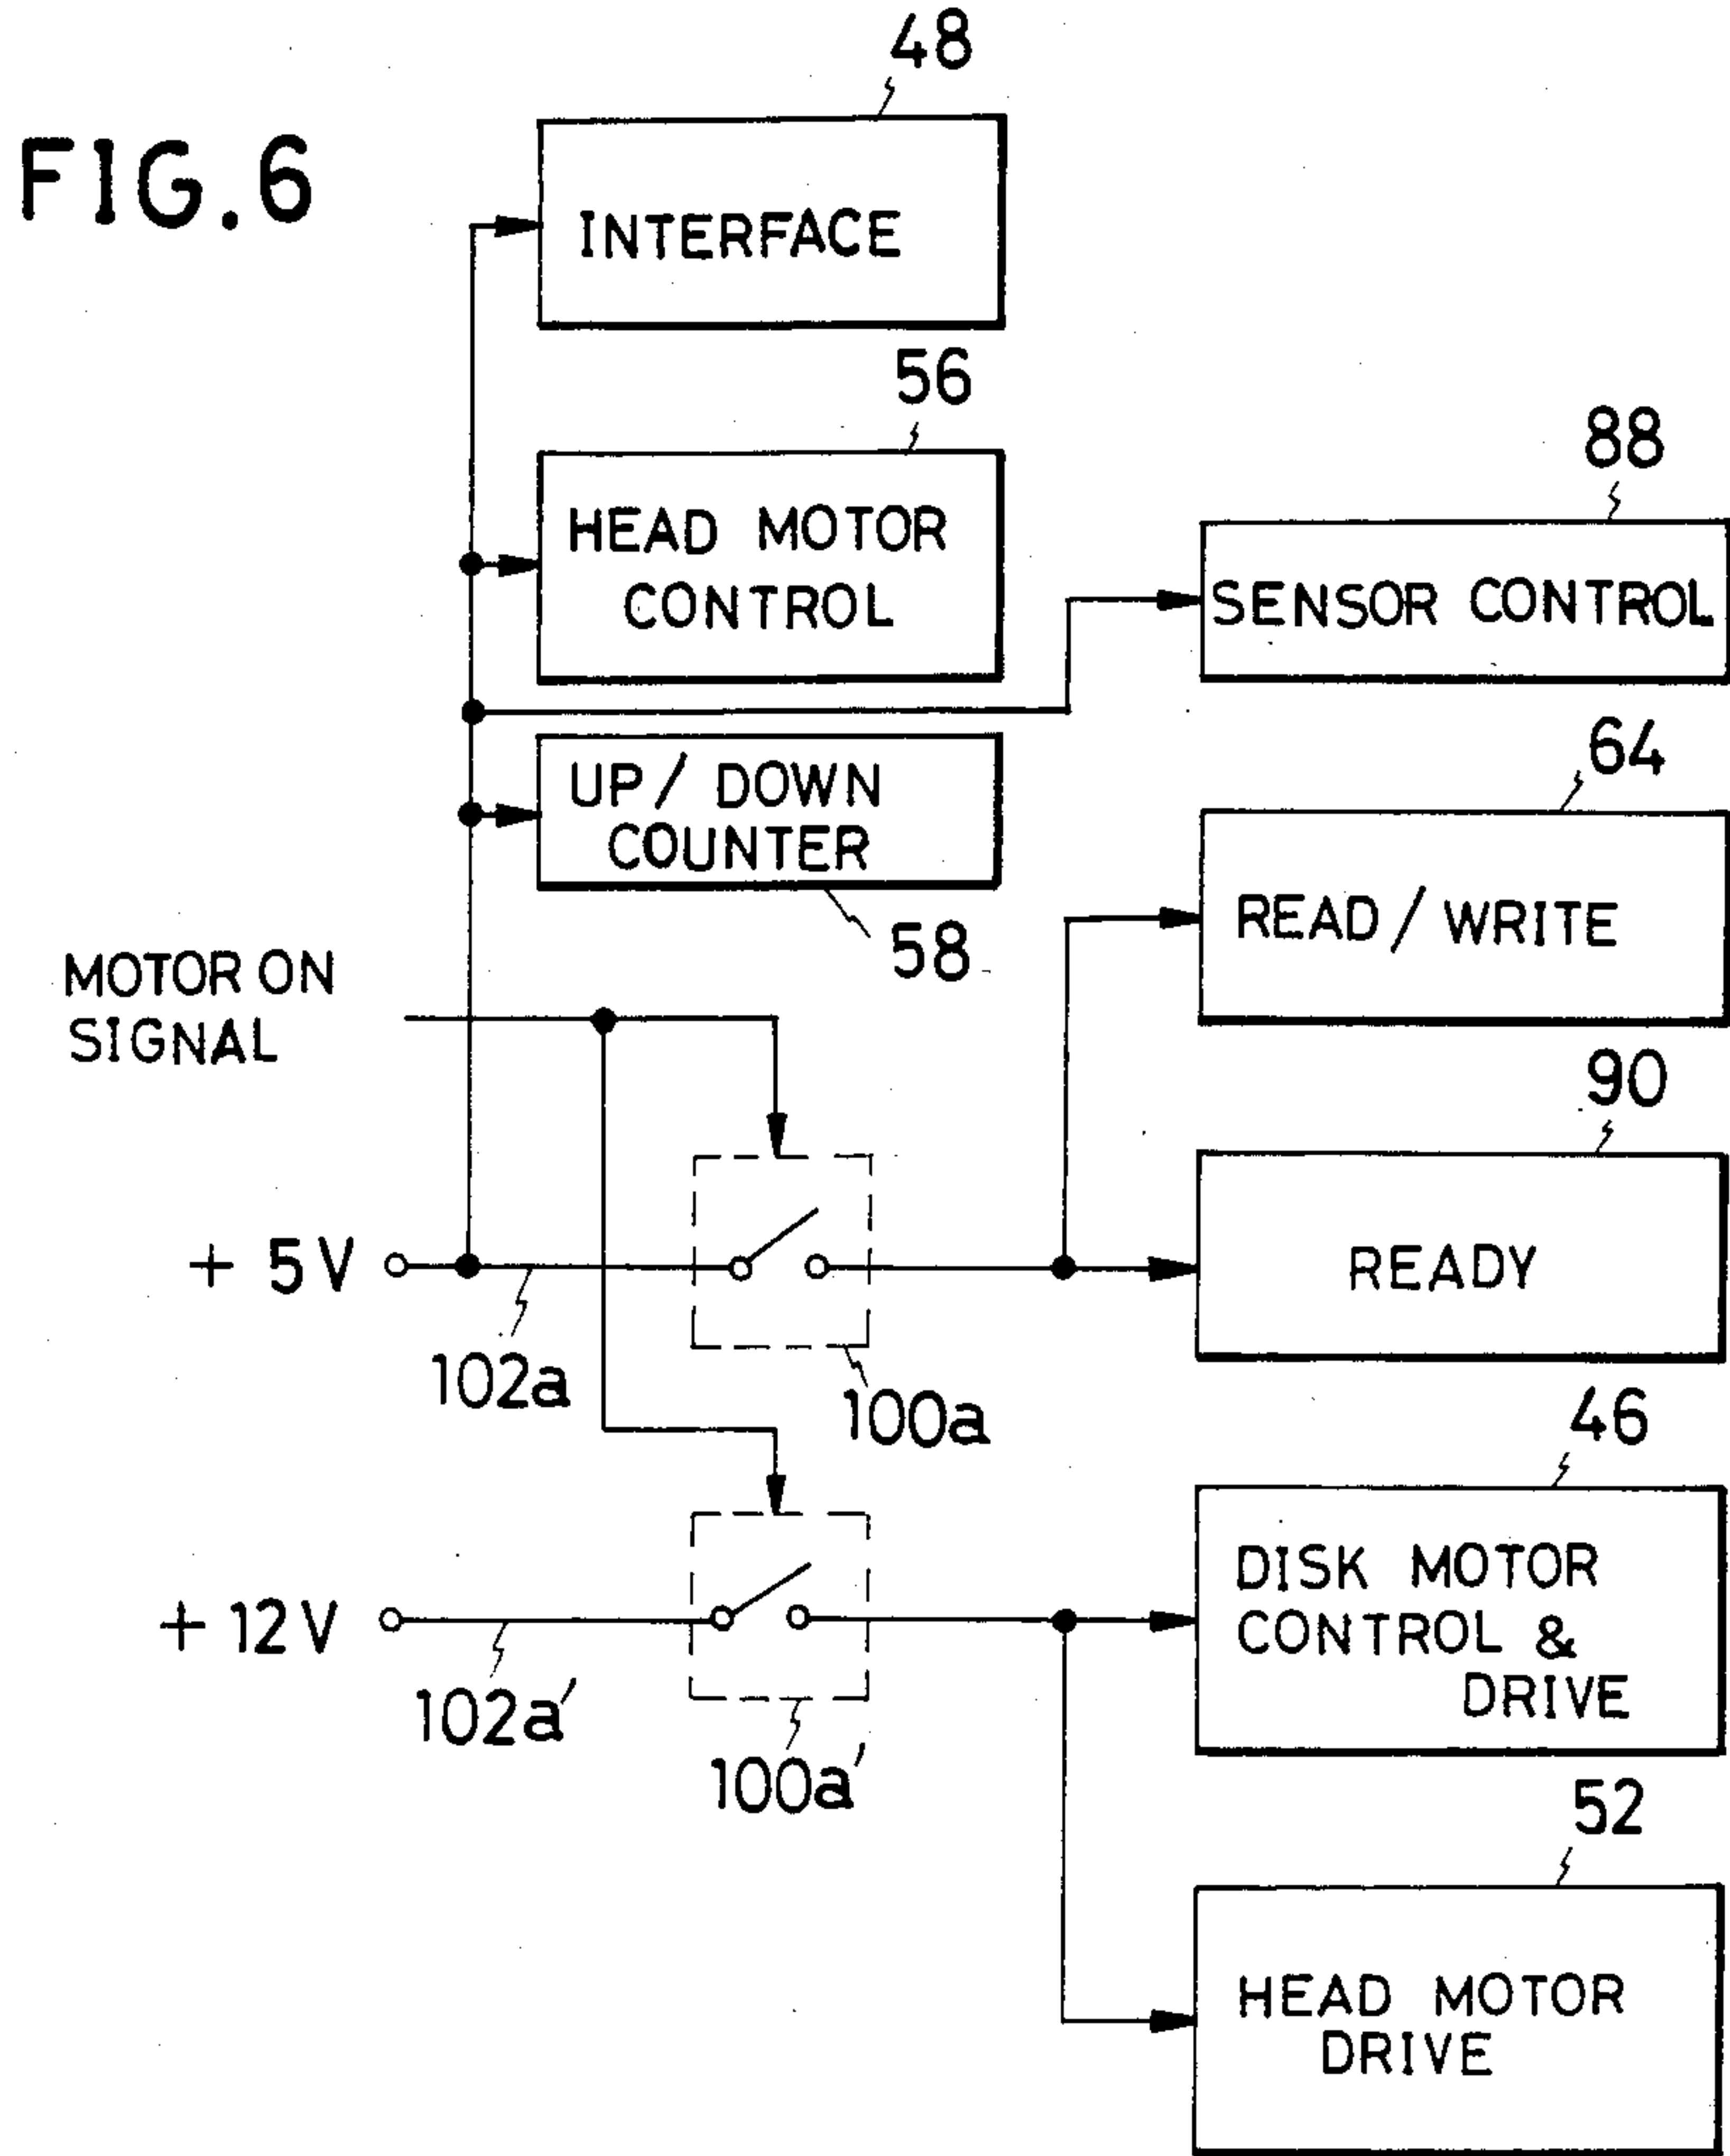 FIG.6
48
INTERFACE
56
HEAD MOTOR
CONTROL
88
SENSOR CONTROL
UP/DOWN
COUNTER
58
64
READ/WRITE
MOTOR ON
SIGNAL
90
READY
+ 5V
102a
100a
46
DISK MOTOR
CONTROL &
DRIVE
+12V
102a'
100a'
52
HEAD MOTOR
DRIVE